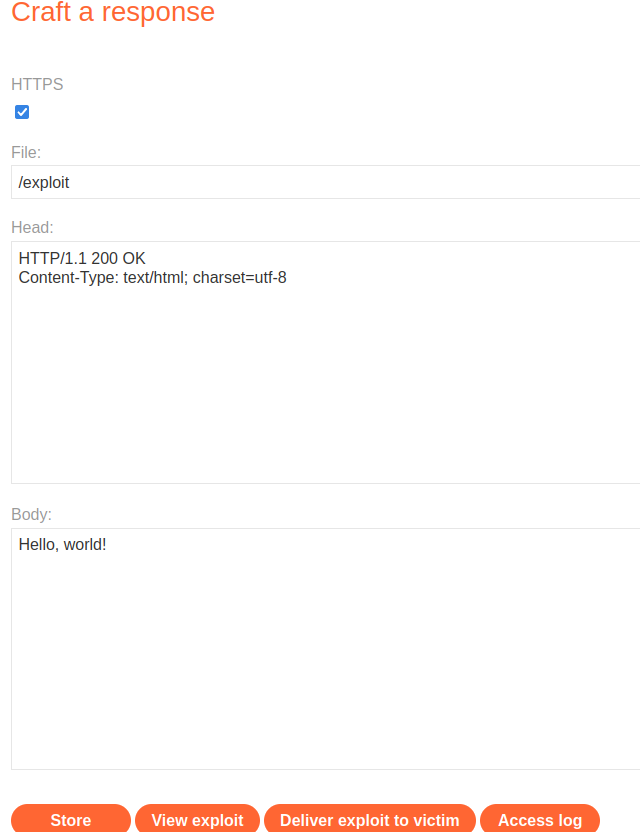 Craft a response
HTTPS
File:
/exploit
Head:
HTTP/1.1 200 OK
Content-Type: text/html; charset=utf-8
Body:
Hello, world!
Store View exploit Deliver exploit to victim Access log